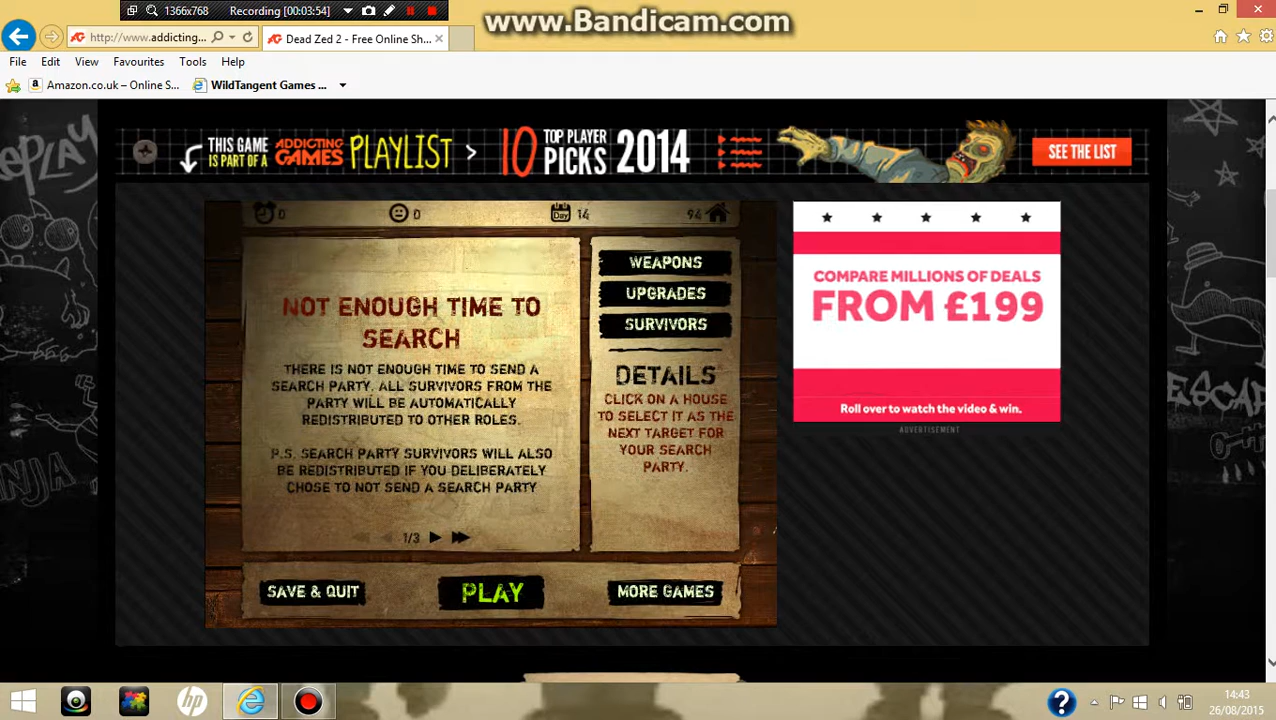 1366x768 Recording [00:03:54]
www.Bandicam.com
http://www.addicting... Dead Zed 2 - Free Online Sh...
File Edit View Favourites Tools Help
Amazon.co.uk – Online S... WildTangent Games ...
THIS GAME IS PART OF A ADDICTING GAMES PLAYLIST > 10 TOP PLAYER PICKS 2014 SEE THE LIST
0 0 Day 14 94
NOT ENOUGH TIME TO
SEARCH
THERE IS NOT ENOUGH TIME TO SEND A
SEARCH PARTY. ALL SURVIVORS FROM THE
PARTY WILL BE AUTOMATICALLY
REDISTRIBUTED TO OTHER ROLES.
P.S. SEARCH PARTY SURVIVORS WILL ALSO
BE REDISTRIBUTED IF YOU DELIBERATELY
CHOSE TO NOT SEND A SEARCH PARTY
1/3
WEAPONS
UPGRADES
SURVIVORS
DETAILS
CLICK ON A HOUSE
TO SELECT IT AS THE
NEXT TARGET FOR
YOUR SEARCH
PARTY.
SAVE & QUIT PLAY MORE GAMES
COMPARE MILLIONS OF DEALS
FROM £199
Roll over to watch the video & win.
ADVERTISEMENT
eplay
NINJA
ESCAPE
hp
14:43
26/08/2015